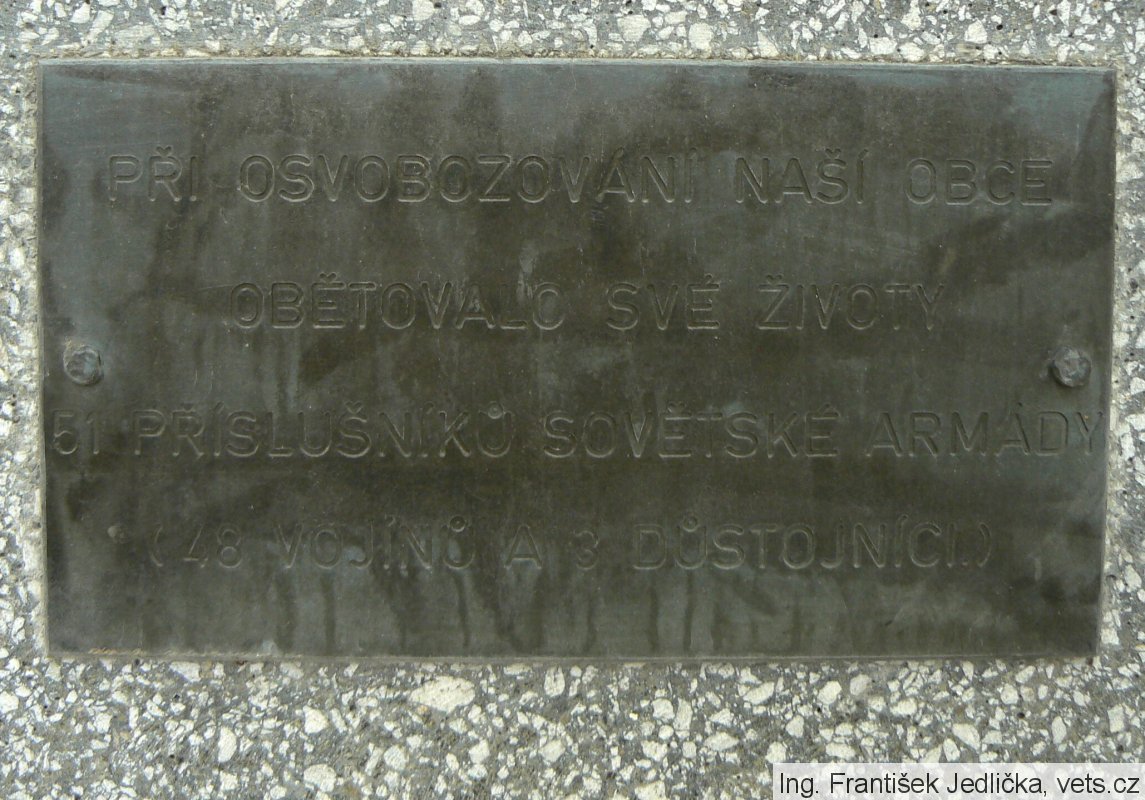 PŘI OSVOBOZOVÁNÍ NAŠÍ OBCE
OBĚTOVALO SVÉ ŽIVOTY
51 PŘÍSLUŠNÍKŮ SOVĚTSKÉ ARMÁDY
(48 VOJÍNŮ A 3 DŮSTOJNÍCI.)
Ing. František Jedlička, vets.cz